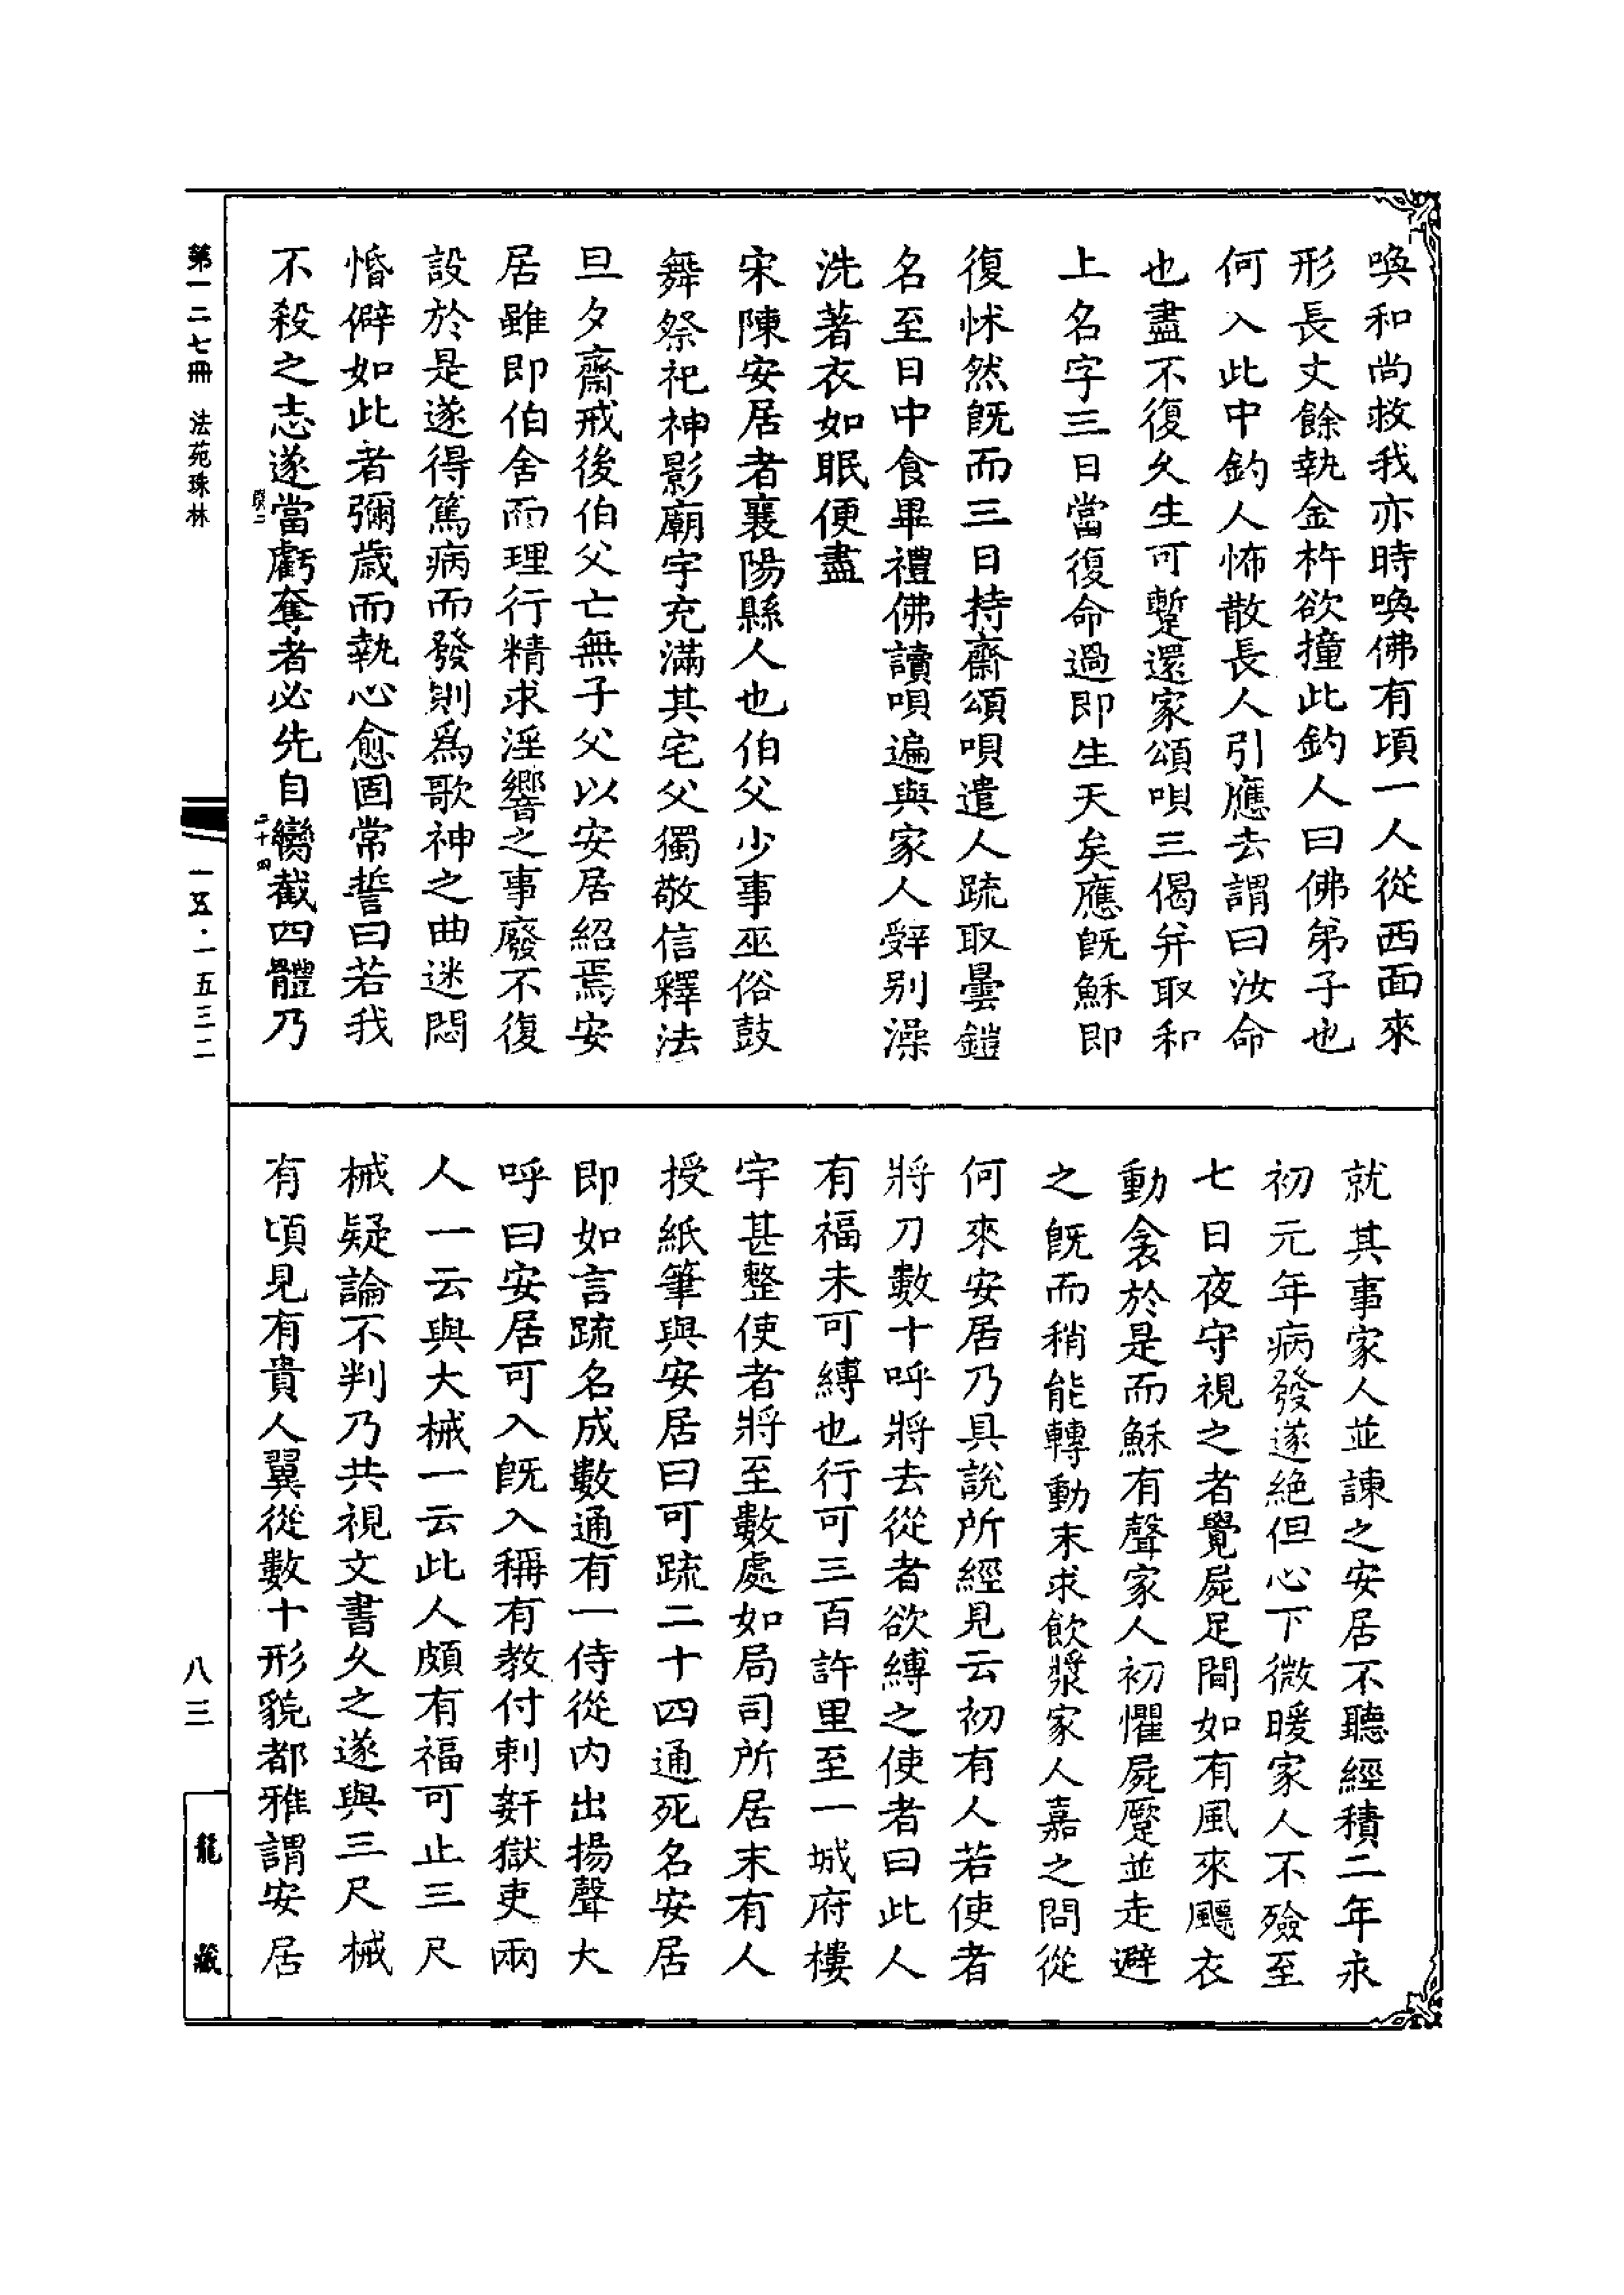 喚和尚救我亦時喚佛有頃一人從西面來
形長丈餘執金杵欲撞此釣人曰佛弟子也
何入此中釣人怖散長人引應去謂曰汝命
也盡不復久生可蹔還家頌唄三偈并取和
上名字三日當復命過即生天矣應既穌即
復怵然既而三日持齋頌唄遣人疏取曇鎧
名至日中食畢禮佛讀唄遍與家人辭别澡
洗著衣如眠便盡
宋陳安居者襄陽縣人也伯父少事巫俗鼓
舞祭祀神影廟宇充滿其宅父獨敬信釋法
旦夕齋戒後伯父亡無子父以安居紹焉安
居雖即伯舍而理行精求淫響之事廢不復
設於是遂得篤病而發則爲歌神之曲迷悶
惛僻如此者彌歲而執心愈固常誓曰若我
不殺之志遂當虧奪者必先自臠截四體乃
就其事家人並諫之安居不聽經積二年永
初元年病發遂絶但心下微暖家人不殮至
七日夜守視之者覺屍足間如有風來飄衣
動衾於是而穌有聲家人初懼屍蹷並走避
之既而稍能轉動末求飲漿家人嘉之問從
何來安居乃具説所經見云初有人若使者
將刀數十呼將去從者欲縛之使者曰此人
有福未可縛也行可三百許里至一城府樓
宇甚整使者將至數處如局司所居末有人
授紙筆與安居曰可疏二十四通死名安居
即如言疏名成數通有一侍從内出揚聲大
呼曰安居可入既入稱有教付刺姧獄吏兩
人一云與大械一云此人頗有福可止三尺
械疑論不判乃共視文書久之遂與三尺械
有頃見有貴人翼從數十形貌都雅謂安居
二十四
第一二七冊 法苑珠林
一五·一五三二
八三
龍藏